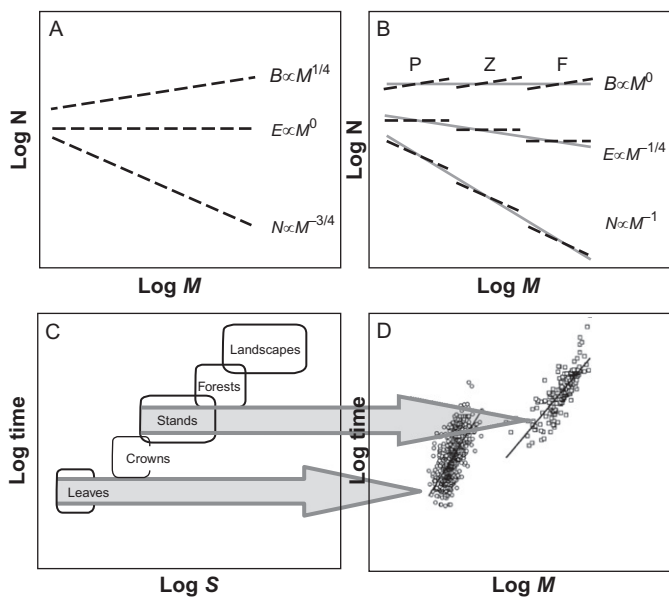 A
B∝M^1/4
E∝M^0
N∝M^−3/4
Log N
Log M
B
P Z F
B∝M^0
E∝M^−1/4
N∝M^−1
Log N
Log M
C
Landscapes
Forests
Stands
Crowns
Leaves
Log time
Log S
D
Log time
Log M